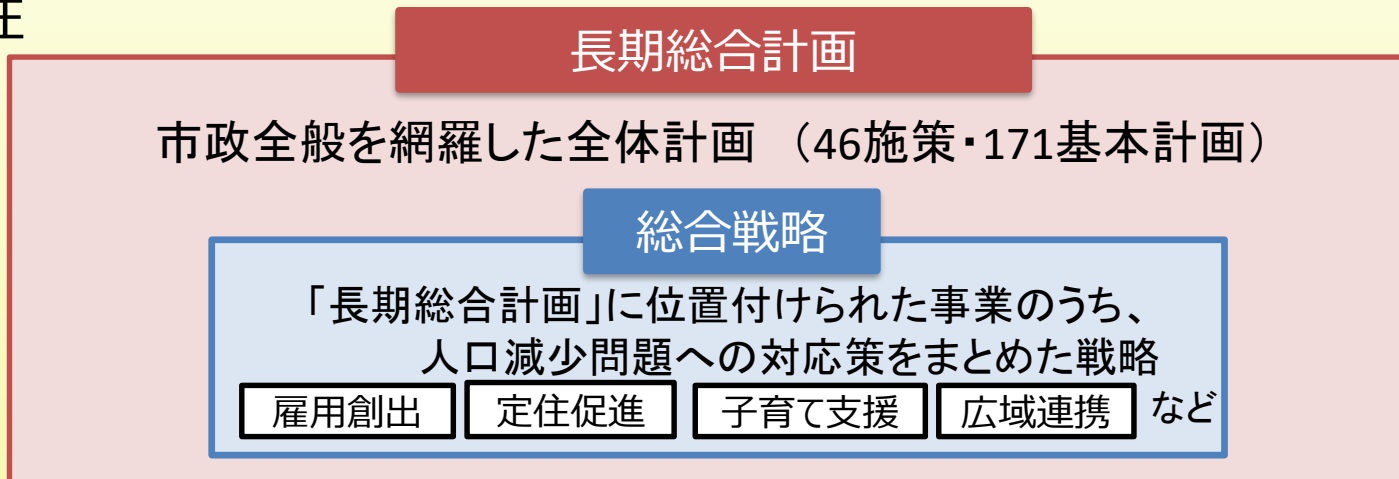 長期総合計画
市政全般を網羅した全体計画 (46施策・171基本計画)
総合戦略
「長期総合計画」に位置付けられた事業のうち、
人口減少問題への対応策をまとめた戦略
雇用創出 定住促進 子育て支援 広域連携 など